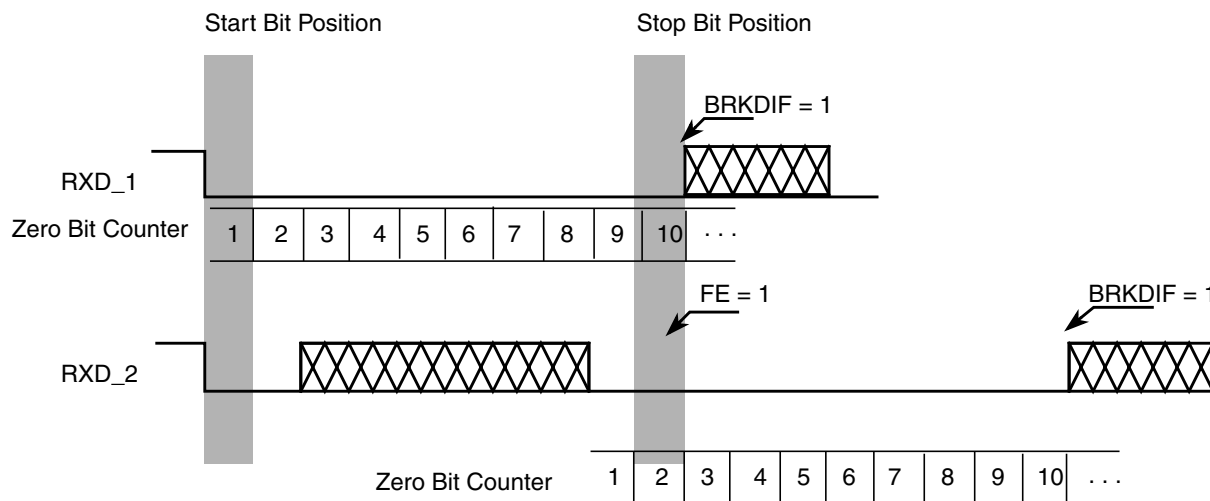 Start Bit Position Stop Bit Position
BRKDIF = 1
RXD_1
Zero Bit Counter 1 2 3 4 5 6 7 8 9 10 . . .
FE = 1 BRKDIF = 1
RXD_2
Zero Bit Counter 1 2 3 4 5 6 7 8 9 10 . . .